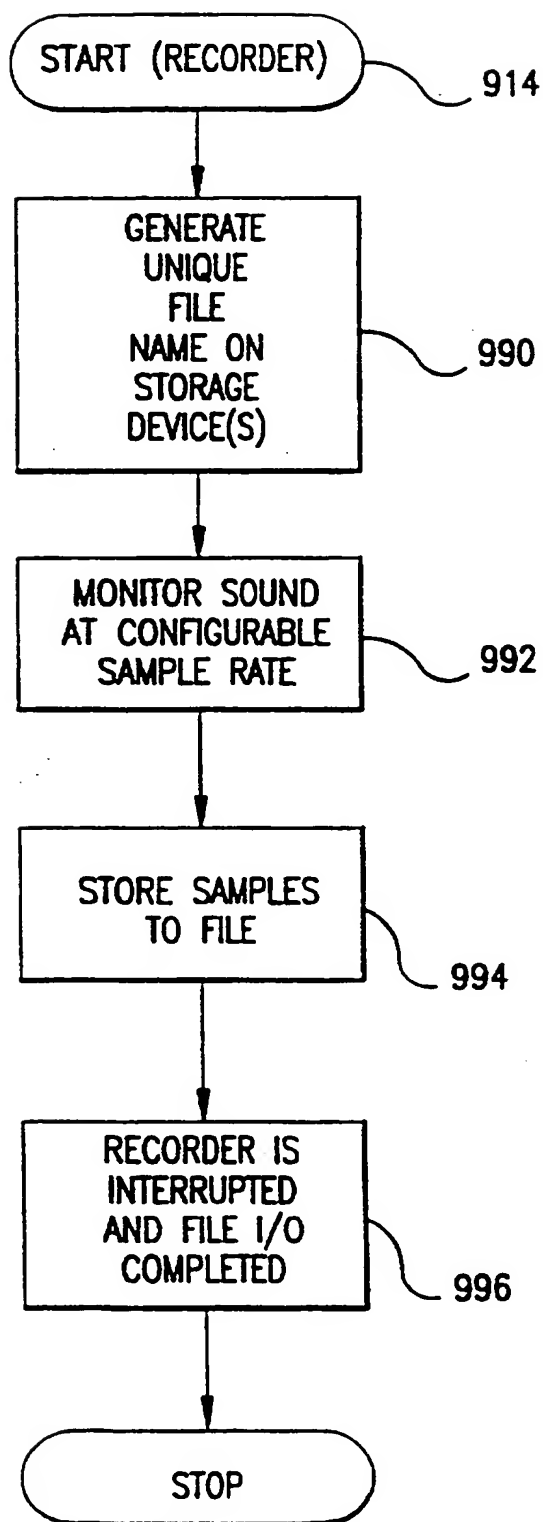 START (RECORDER)
914
GENERATE
UNIQUE
FILE
NAME ON
STORAGE
DEVICE(S)
990
MONITOR SOUND
AT CONFIGURABLE
SAMPLE RATE
992
STORE SAMPLES
TO FILE
994
RECORDER IS
INTERRUPTED
AND FILE I/O
COMPLETED
996
STOP